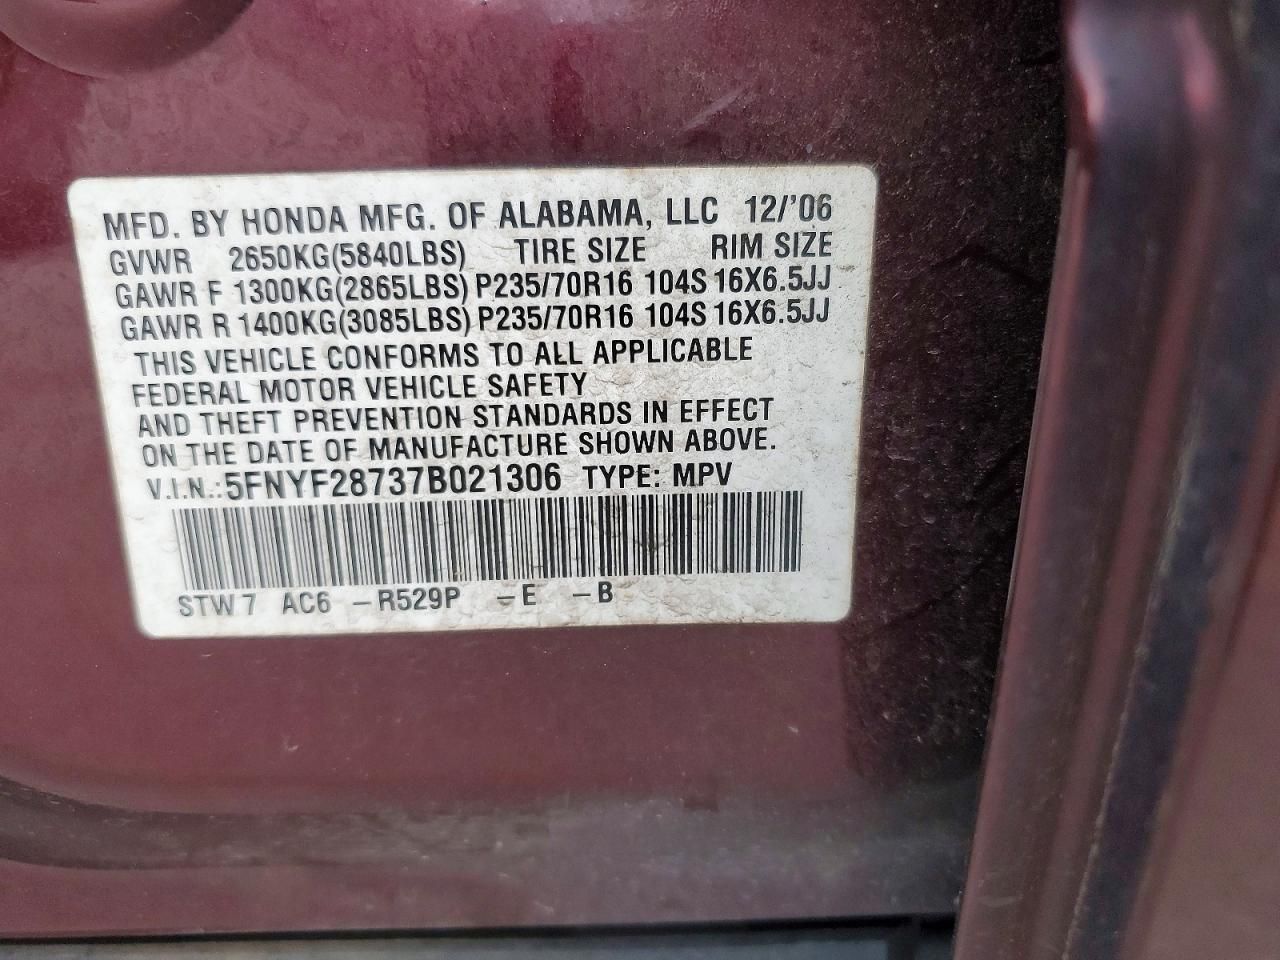 MFD. BY HONDA MFG. OF ALABAMA, LLC 12/'06
GVWR 2650KG(5840LBS) TIRE SIZE RIM SIZE
GAWR F 1300KG(2865LBS) P235/70R16 104S 16X6.5JJ
GAWR R 1400KG(3085LBS) P235/70R16 104S 16X6.5JJ
THIS VEHICLE CONFORMS TO ALL APPLICABLE
FEDERAL MOTOR VEHICLE SAFETY
AND THEFT PREVENTION STANDARDS IN EFFECT
ON THE DATE OF MANUFACTURE SHOWN ABOVE.
V.I.N.:5FNYF28737B021306 TYPE: MPV
STW7 AC6 -R529P -E -B